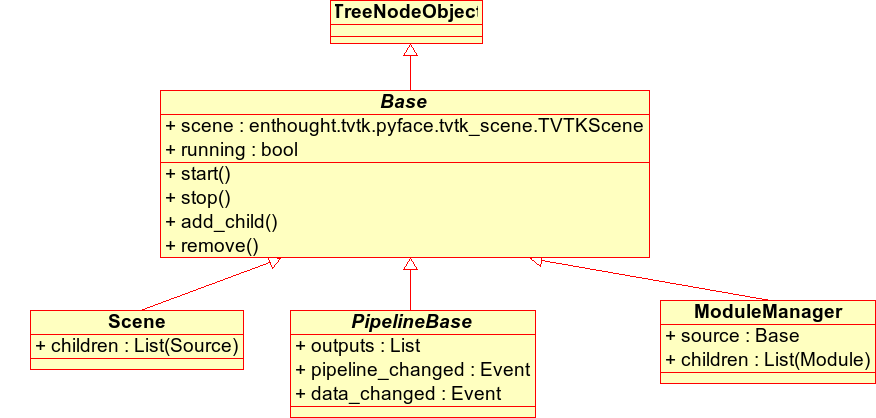 TreeNodeObject
Base
+ scene : enthought.tvtk.pyface.tvtk_scene.TVTKScene
+ running : bool
+ start()
+ stop()
+ add_child()
+ remove()
Scene
+ children : List(Source)
PipelineBase
+ outputs : List
+ pipeline_changed : Event
+ data_changed : Event
ModuleManager
+ source : Base
+ children : List(Module)